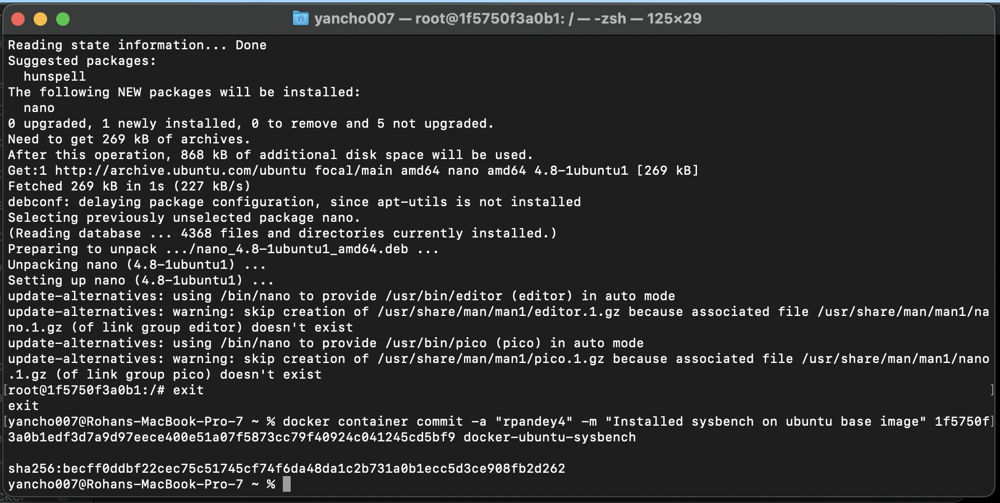 yancho007 — root@1f5750f3a0b1: / — -zsh — 125×29
Reading state information... Done
Suggested packages:
  hunspell
The following NEW packages will be installed:
  nano
0 upgraded, 1 newly installed, 0 to remove and 5 not upgraded.
Need to get 269 kB of archives.
After this operation, 868 kB of additional disk space will be used.
Get:1 http://archive.ubuntu.com/ubuntu focal/main amd64 nano amd64 4.8-1ubuntu1 [269 kB]
Fetched 269 kB in 1s (227 kB/s)
debconf: delaying package configuration, since apt-utils is not installed
Selecting previously unselected package nano.
(Reading database ... 4368 files and directories currently installed.)
Preparing to unpack .../nano_4.8-1ubuntu1_amd64.deb ...
Unpacking nano (4.8-1ubuntu1) ...
Setting up nano (4.8-1ubuntu1) ...
update-alternatives: using /bin/nano to provide /usr/bin/editor (editor) in auto mode
update-alternatives: warning: skip creation of /usr/share/man/man1/editor.1.gz because associated file /usr/share/man/man1/na
no.1.gz (of link group editor) doesn't exist
update-alternatives: using /bin/nano to provide /usr/bin/pico (pico) in auto mode
update-alternatives: warning: skip creation of /usr/share/man/man1/pico.1.gz because associated file /usr/share/man/man1/nano
.1.gz (of link group pico) doesn't exist
[root@1f5750f3a0b1:/# exit ]
exit
[yancho007@Rohans-MacBook-Pro-7 ~ % docker container commit -a "rpandey4" -m "Installed sysbench on ubuntu base image" 1f5750f]
3a0b1edf3d7a9d97eece400e51a07f5873cc79f40924c041245cd5bf9 docker-ubuntu-sysbench
sha256:becff0ddbf22cec75c51745cf74f6da48da1c2b731a0b1ecc5d3ce908fb2d262
yancho007@Rohans-MacBook-Pro-7 ~ %